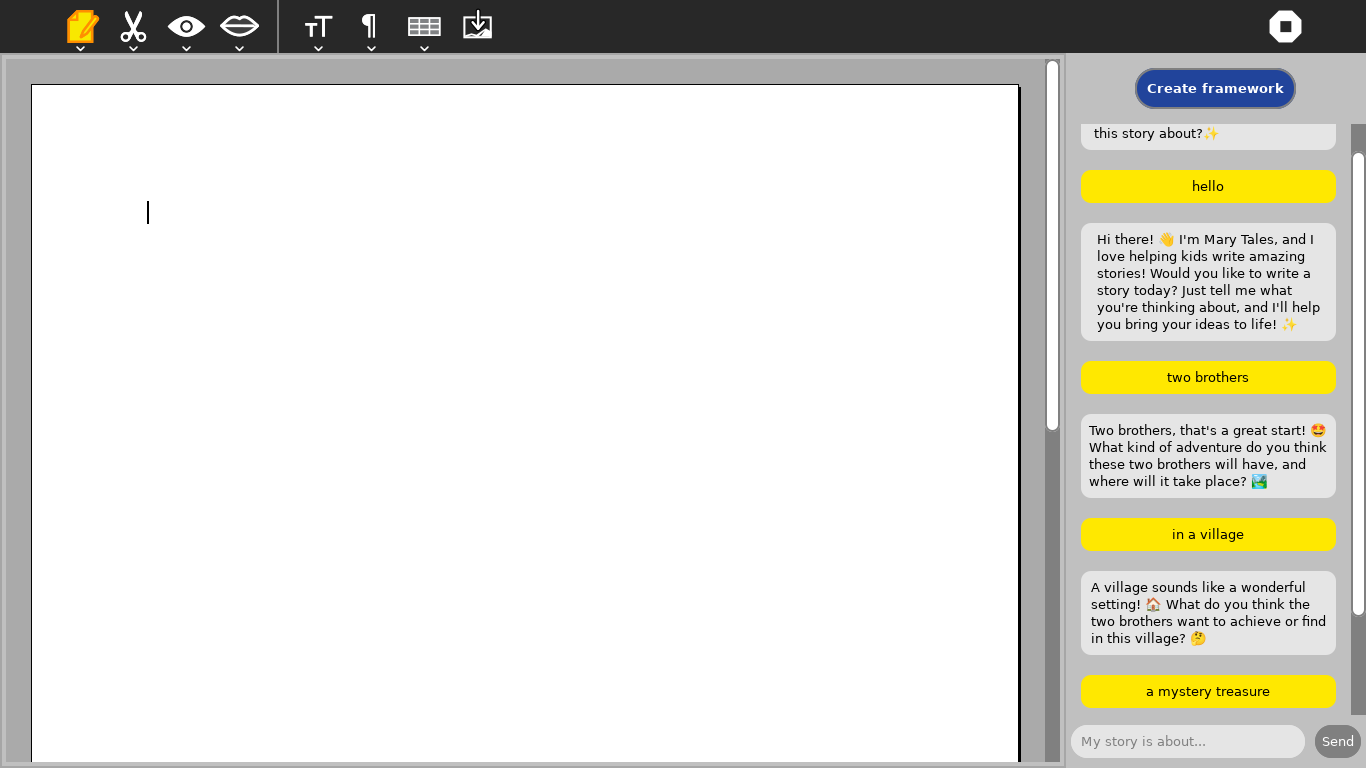 Create framework
this story about?✨
hello
Hi there! 👋 I'm Mary Tales, and I
love helping kids write amazing
stories! Would you like to write a
story today? Just tell me what
you're thinking about, and I'll help
you bring your ideas to life! ✨
two brothers
Two brothers, that's a great start! 🤩
What kind of adventure do you think
these two brothers will have, and
where will it take place? 🏞️
in a village
A village sounds like a wonderful
setting! 🏠 What do you think the
two brothers want to achieve or find
in this village? 🤔
a mystery treasure
My story is about...
Send